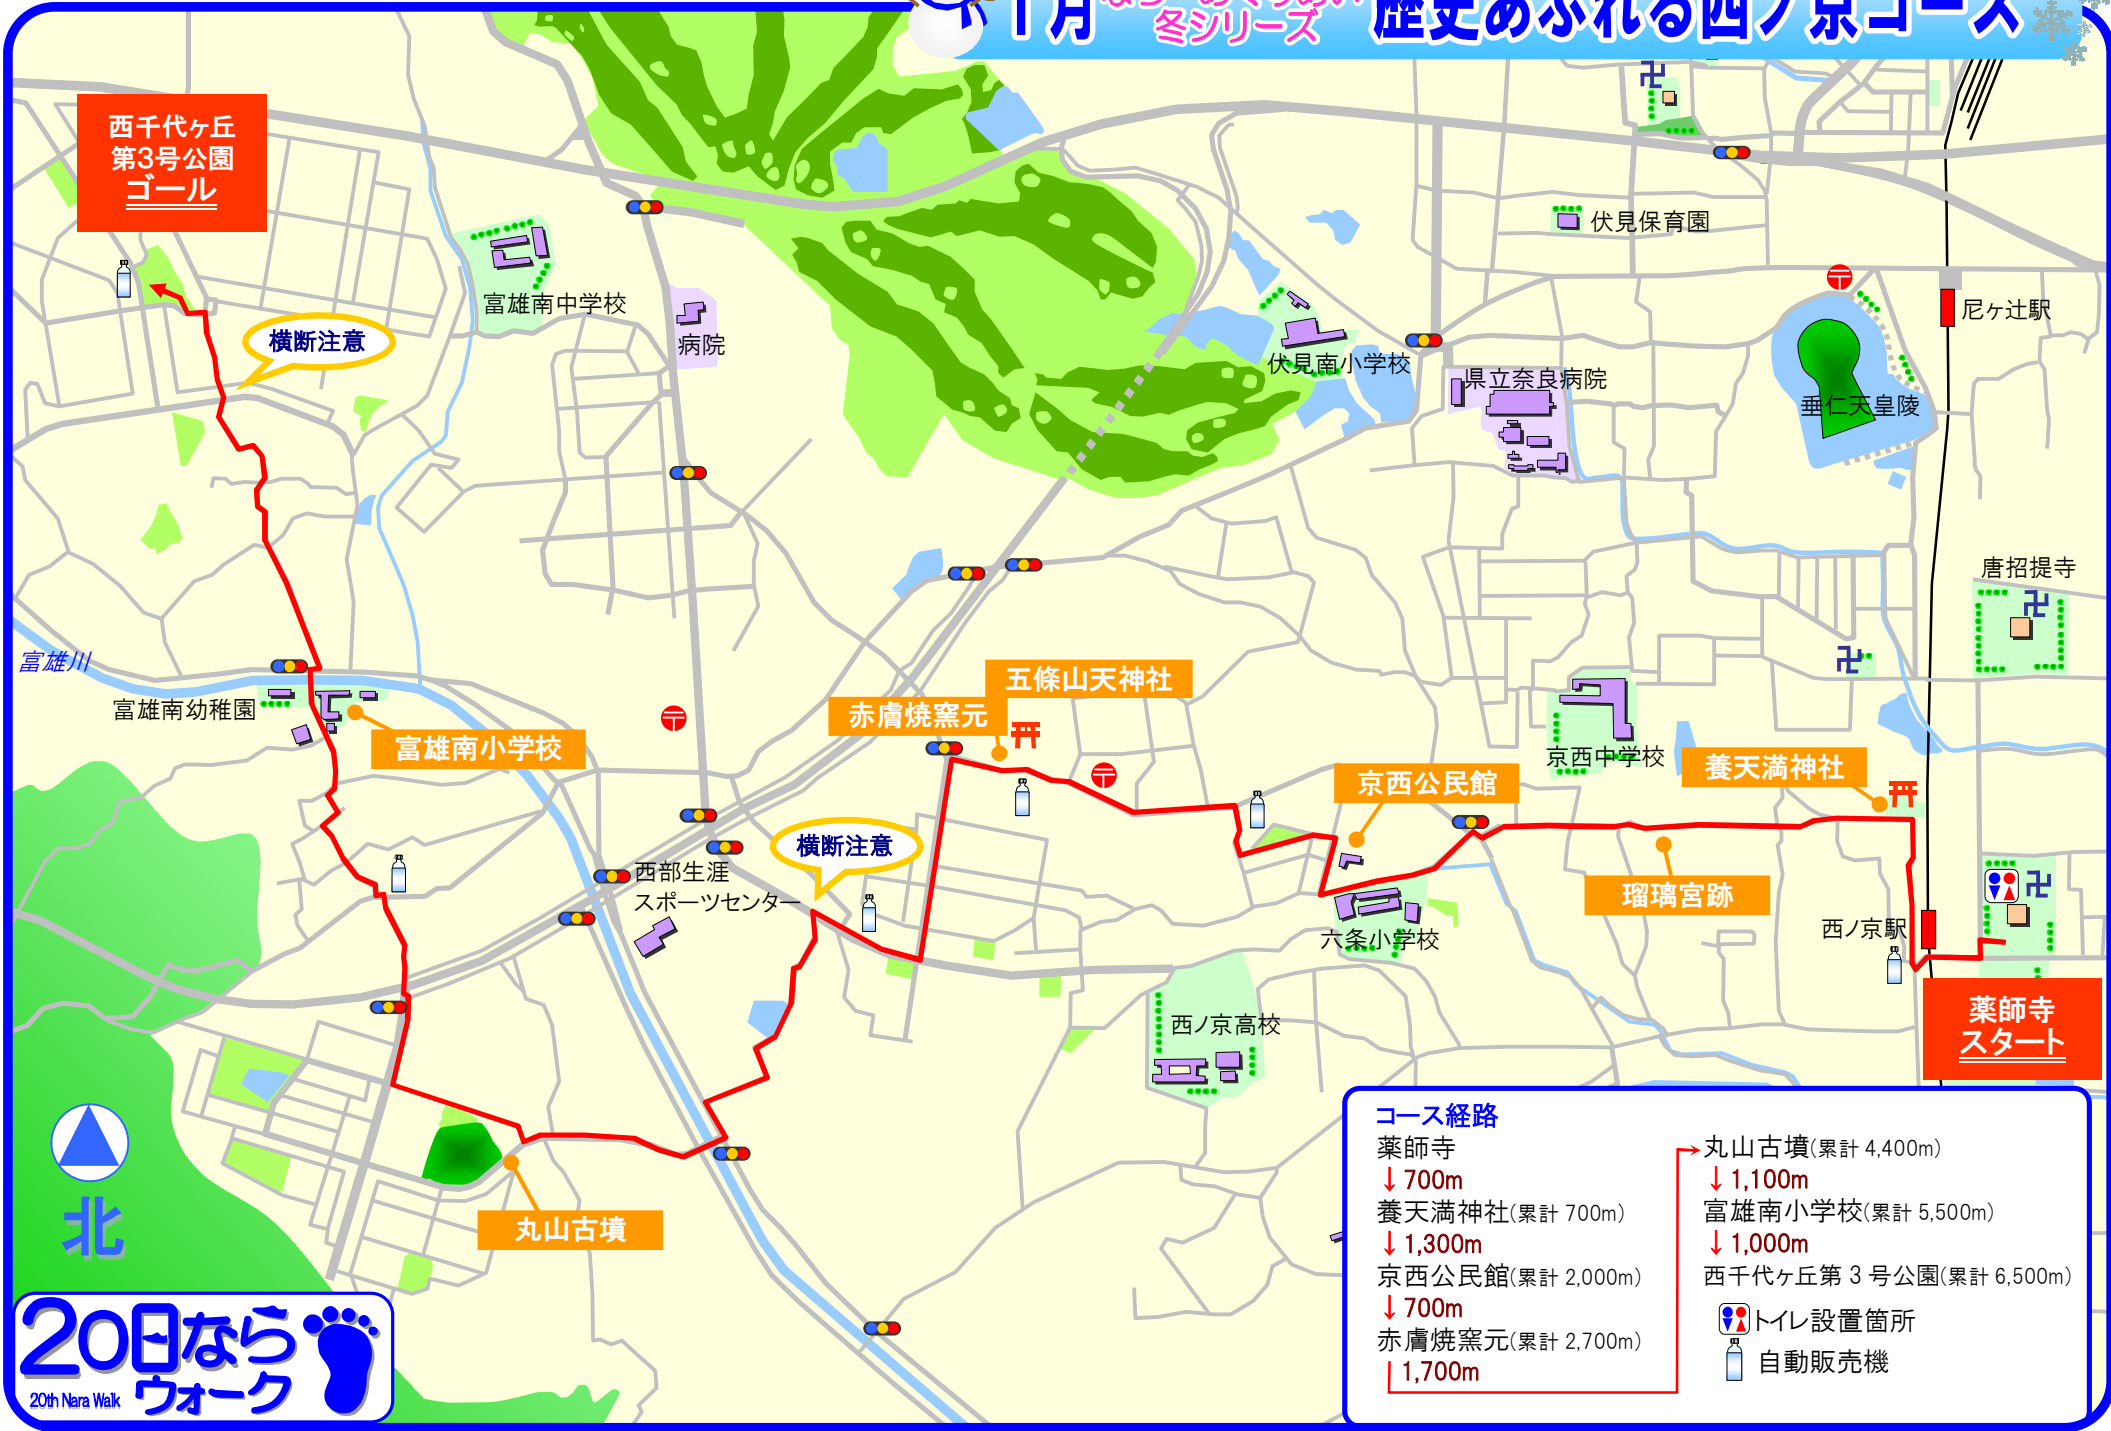 1月
冬シリーズ
歴史あふれる西ノ京コース
西千代ヶ丘
第3号公園
ゴール
伏見保育園
富雄南中学校
尼ヶ辻駅
横断注意
病院
伏見南小学校
県立奈良病院
垂仁天皇陵
唐招提寺
富雄川
五條山天神社
富雄南幼稚園
赤膚焼窯元
富雄南小学校
京西中学校
養天満神社
京西公民館
横断注意
西部生涯
スポーツセンター
瑠璃宮跡
西ノ京駅
六条小学校
西ノ京高校
薬師寺
スタート
北
丸山古墳
コース経路
薬師寺
↓700m
養天満神社(累計 700m)
↓1,300m
京西公民館(累計 2,000m)
↓700m
赤膚焼窯元(累計 2,700m)
1,700m
丸山古墳(累計 4,400m)
↓1,100m
富雄南小学校(累計 5,500m)
↓1,000m
西千代ヶ丘第 3 号公園(累計 6,500m)
トイレ設置箇所
自動販売機
20日なら
ウォーク
20th Nara Walk